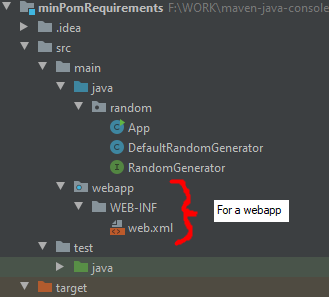 minPomRequirements F:\WORK\maven-java-console
.idea
src
main
java
random
App
DefaultRandomGenerator
RandomGenerator
webapp
WEB-INF
For a webapp
web.xml
test
java
target